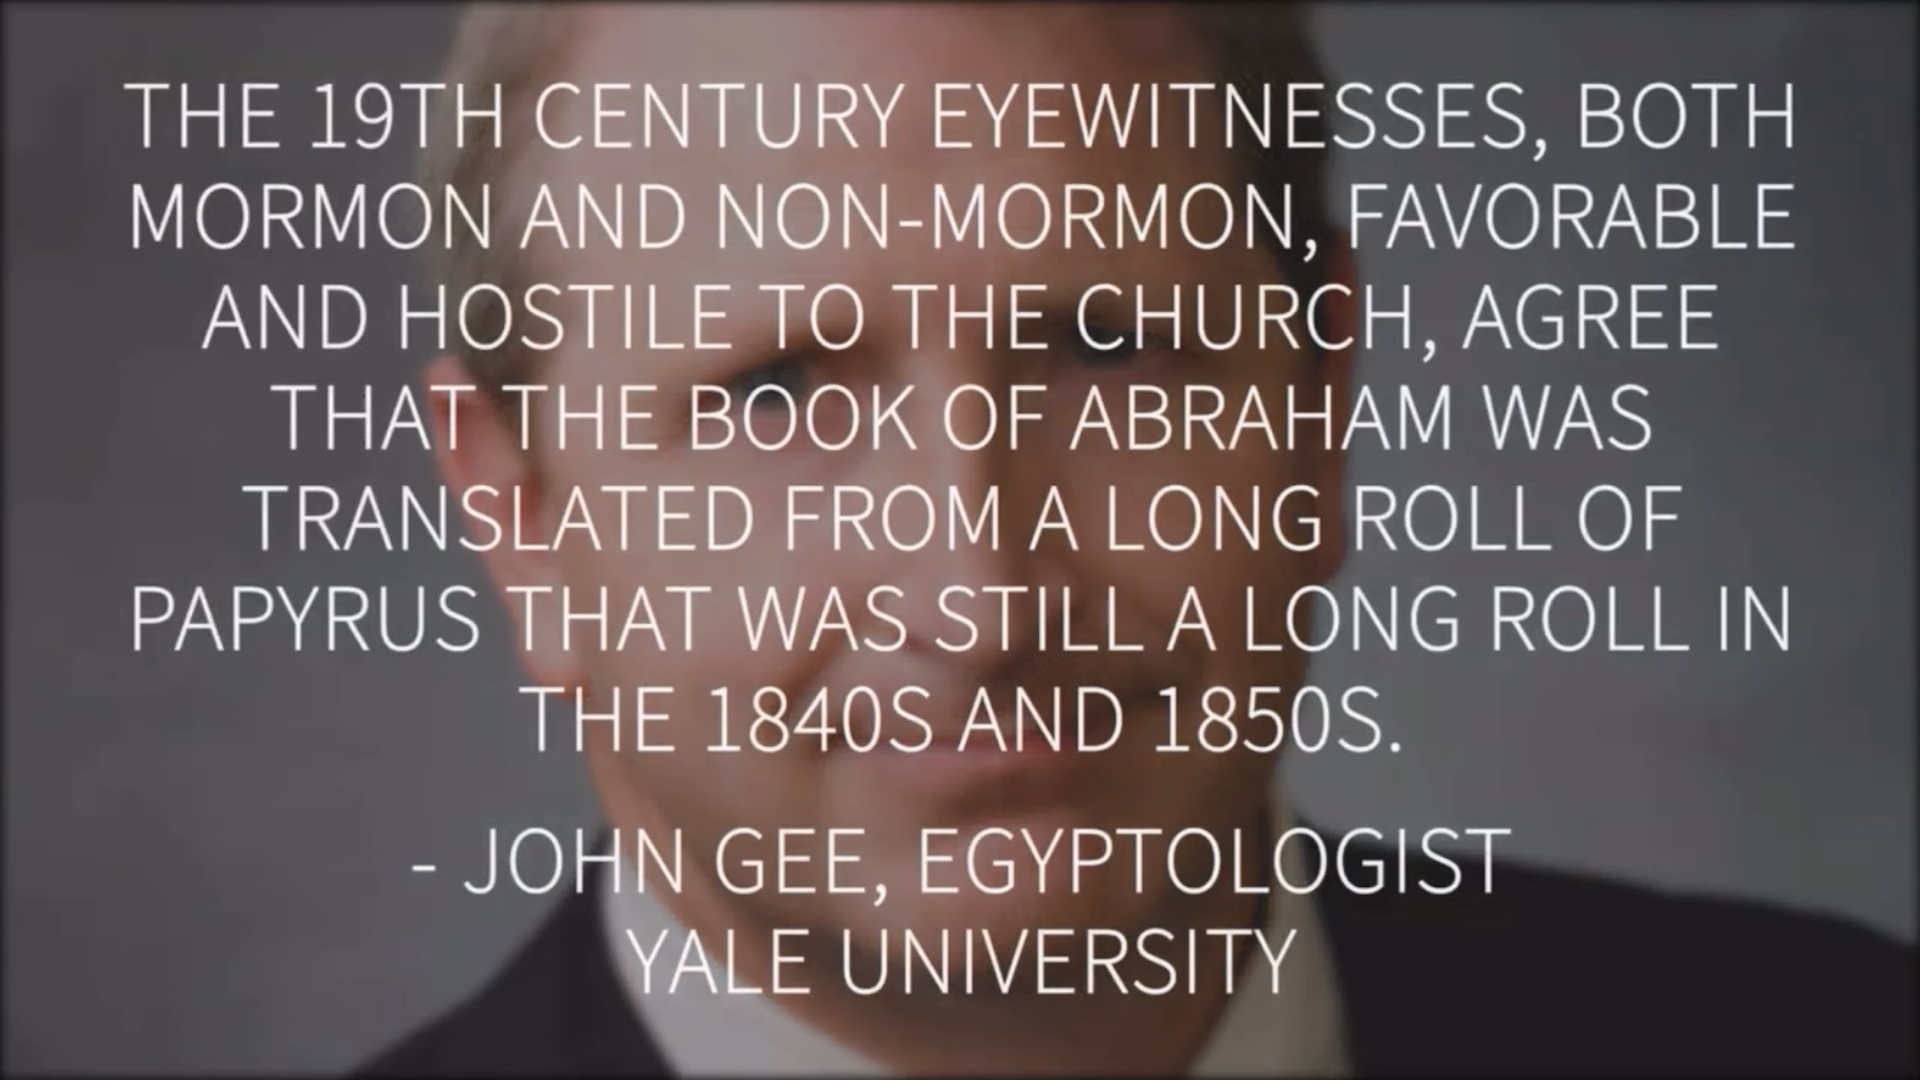 THE 19TH CENTURY EYEWITNESSES, BOTH
MORMON AND NON-MORMON, FAVORABLE
AND HOSTILE TO THE CHURCH, AGREE
THAT THE BOOK OF ABRAHAM WAS
TRANSLATED FROM A LONG ROLL OF
PAPYRUS THAT WAS STILL A LONG ROLL IN
THE 1840S AND 1850S.
- JOHN GEE, EGYPTOLOGIST
YALE UNIVERSITY